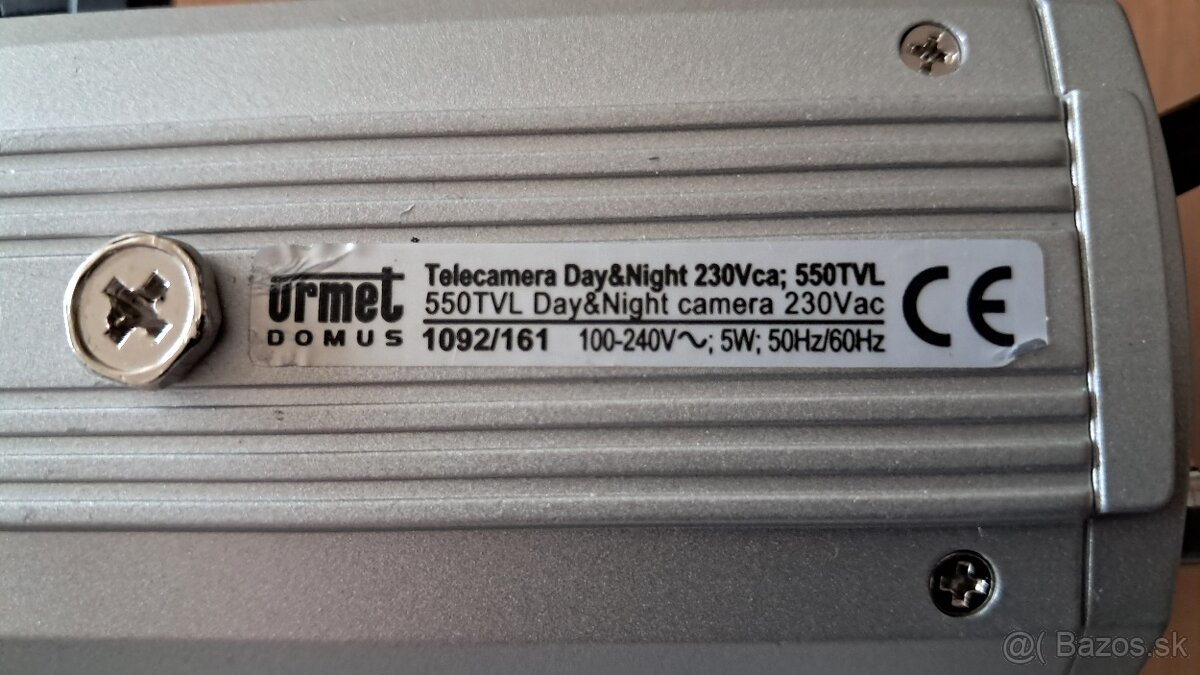 urmet
DOMUS
Telecamera Day&Night 230Vca; 550TVL
550TVL Day&Night camera 230Vac
1092/161 100-240V~; 5W; 50Hz/60Hz
CE
@( Bazos.sk